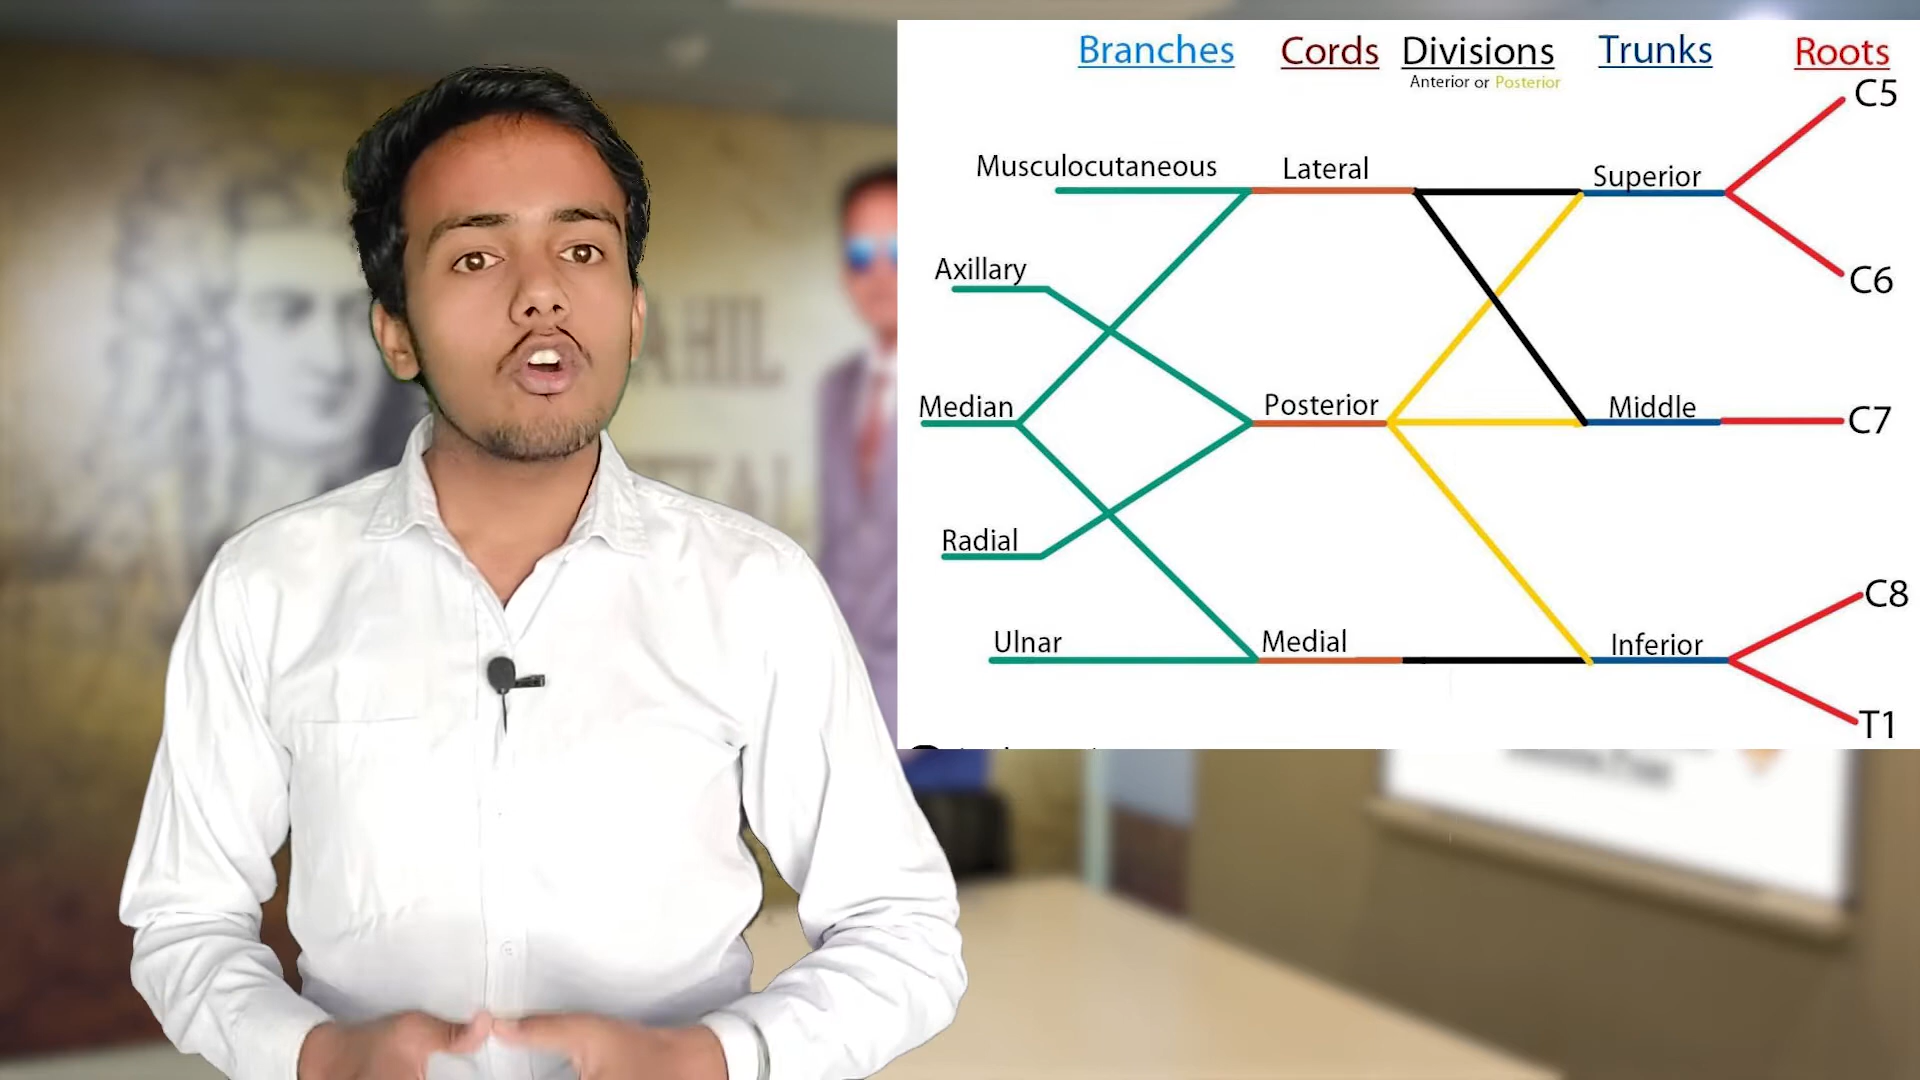 Branches Cords Divisions Trunks Roots
Anterior or Posterior
C5
Musculocutaneous Lateral Superior
Axillary C6
Median Posterior Middle C7
Radial
C8
Ulnar Medial Inferior
T1
AHIL